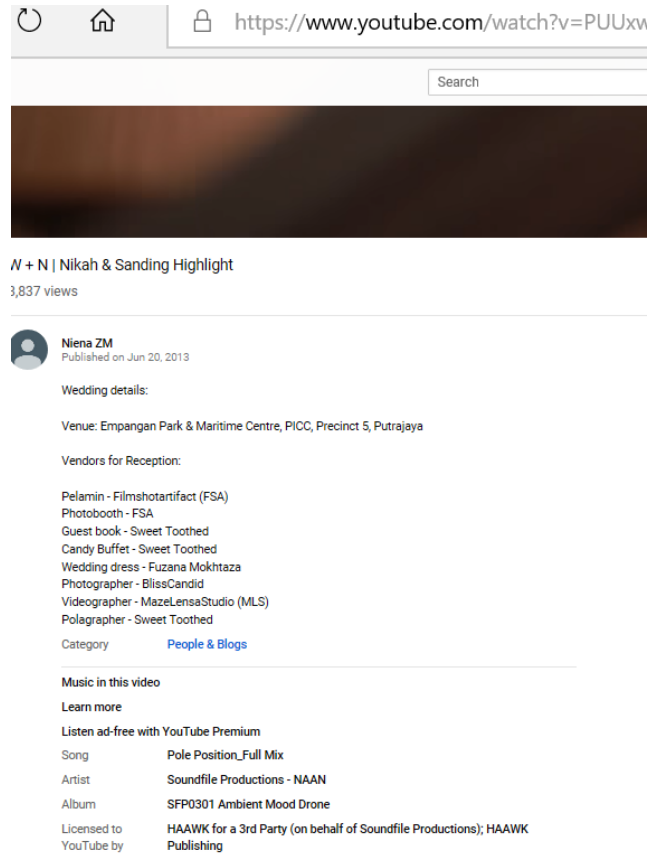 https://www.youtube.com/watch?v=PUUxw
Search
W + N | Nikah & Sanding Highlight
3,837 views
Niena ZM
Published on Jun 20, 2013
Wedding details:
Venue: Empangan Park & Maritime Centre, PICC, Precinct 5, Putrajaya
Vendors for Reception:
Pelamin - Filmshotartifact (FSA)
Photobooth - FSA
Guest book - Sweet Toothed
Candy Buffet - Sweet Toothed
Wedding dress - Fuzana Mokhtaza
Photographer - BlissCandid
Videographer - MazeLensaStudio (MLS)
Polagrapher - Sweet Toothed
Category People & Blogs
Music in this video
Learn more
Listen ad-free with YouTube Premium
Song Pole Position_Full Mix
Artist Soundfile Productions - NAAN
Album SFP0301 Ambient Mood Drone
Licensed to HAAWK for a 3rd Party (on behalf of Soundfile Productions); HAAWK
YouTube by Publishing